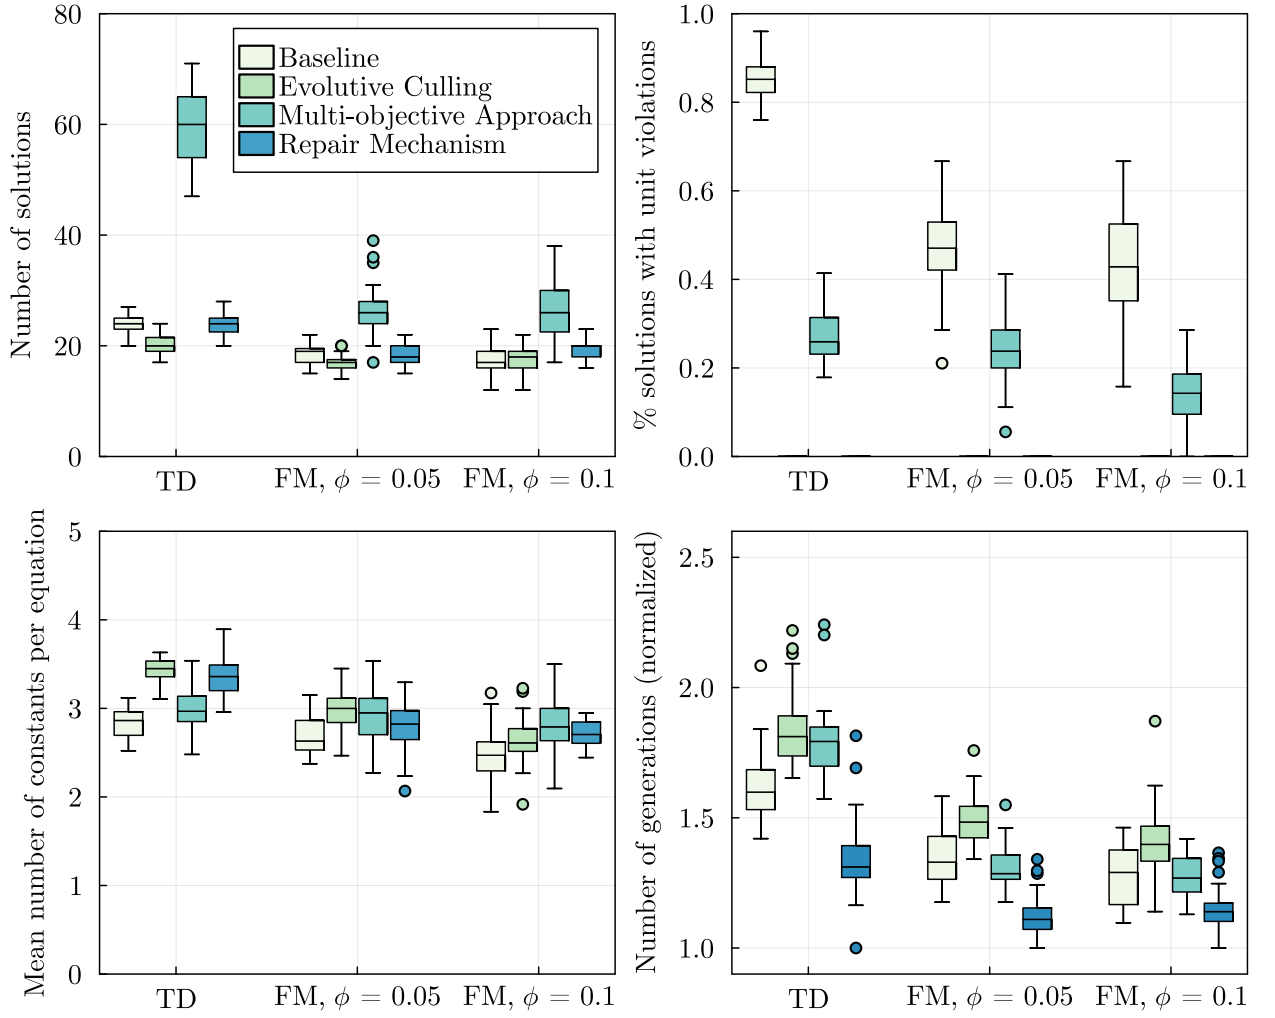 Number of solutions
80
60
40
20
0
Baseline
Evolutive Culling
Multi-objective Approach
Repair Mechanism
TD
FM, ϕ = 0.05
FM, ϕ = 0.1
% solutions with unit violations
1.0
0.8
0.6
0.4
0.2
0.0
TD
FM, ϕ = 0.05
FM, ϕ = 0.1
Mean number of constants per equation
5
4
3
2
1
0
TD
FM, ϕ = 0.05
FM, ϕ = 0.1
Number of generations (normalized)
2.5
2.0
1.5
1.0
TD
FM, ϕ = 0.05
FM, ϕ = 0.1